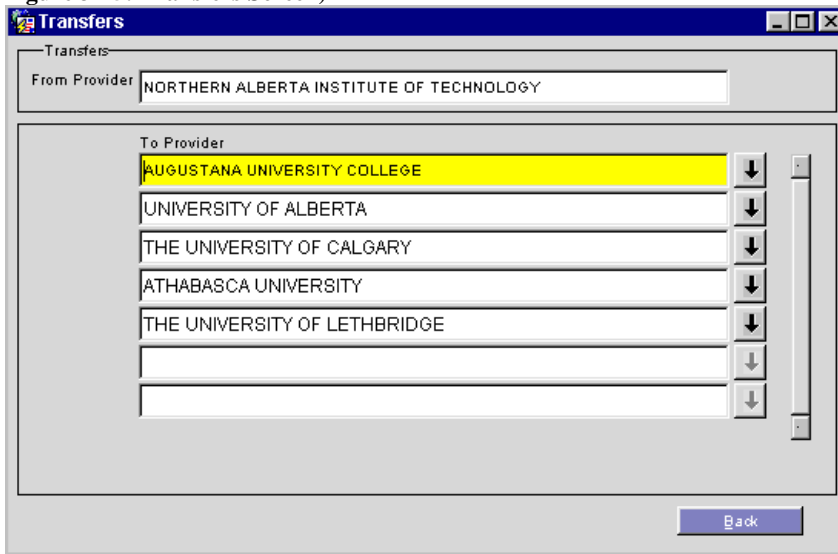 Transfers
Transfers
From Provider NORTHERN ALBERTA INSTITUTE OF TECHNOLOGY
To Provider
AUGUSTANA UNIVERSITY COLLEGE
UNIVERSITY OF ALBERTA
THE UNIVERSITY OF CALGARY
ATHABASCA UNIVERSITY
THE UNIVERSITY OF LETHBRIDGE
Back